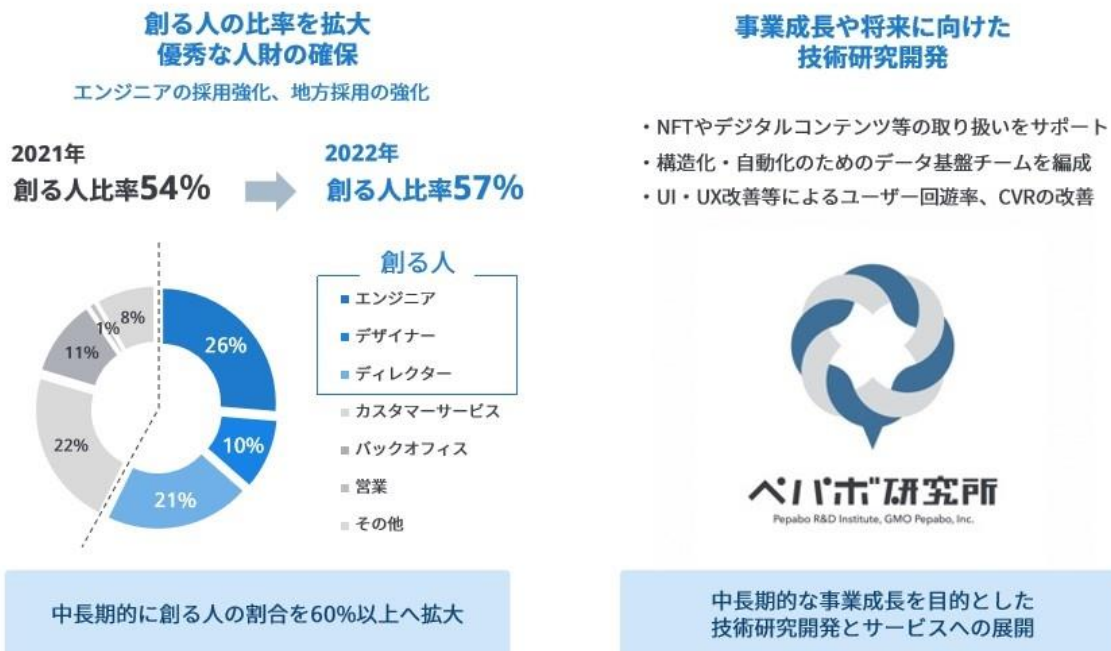 創る人の比率を拡大
優秀な人財の確保
エンジニアの採用強化、地方採用の強化
2021年
創る人比率54%
2022年
創る人比率57%
創る人
エンジニア
デザイナー
ディレクター
カスタマーサービス
バックオフィス
営業
その他
26%
10%
21%
22%
11%
1%
8%
中長期的に創る人の割合を60%以上へ拡大
事業成長や将来に向けた
技術研究開発
・NFTやデジタルコンテンツ等の取り扱いをサポート
・構造化・自動化のためのデータ基盤チームを編成
・UI・UX改善等によるユーザー回遊率、CVRの改善
ペパボ研究所
Pepabo R&D Institute, GMO Pepabo, Inc.
中長期的な事業成長を目的とした
技術研究開発とサービスへの展開